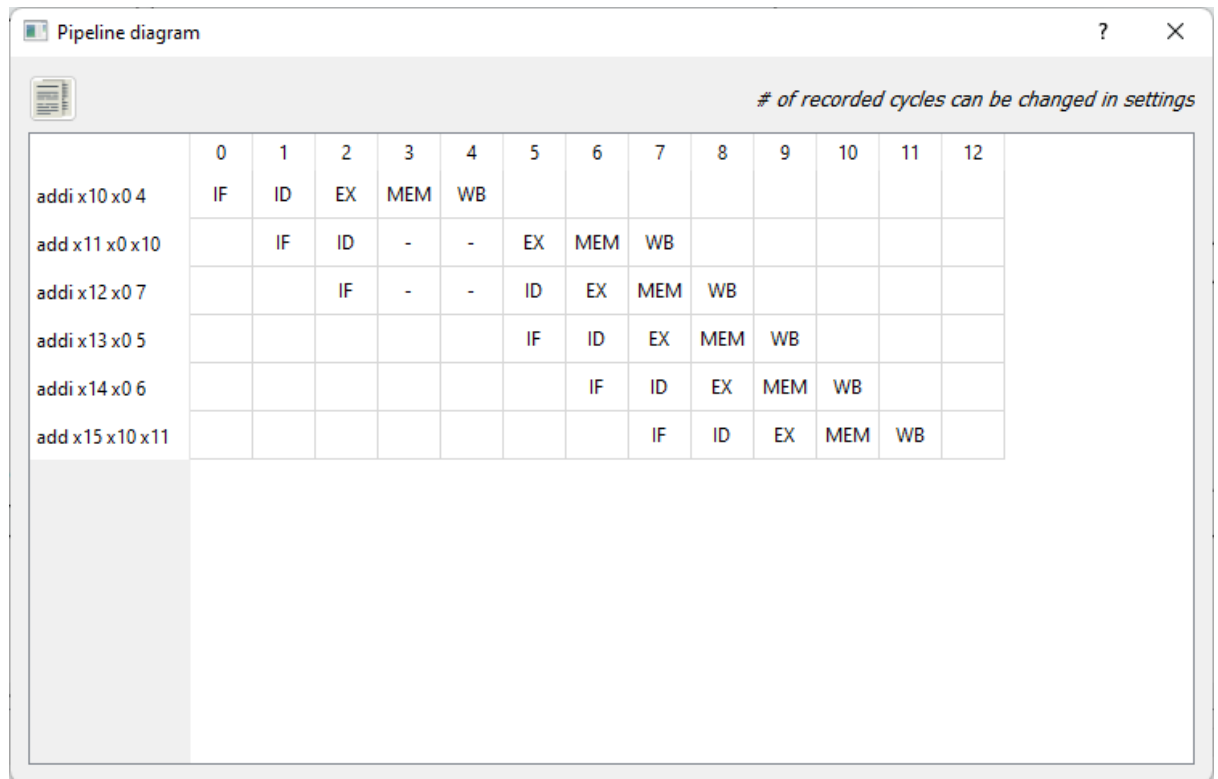 Pipeline diagram ? ×
# of recorded cycles can be changed in settings
0 1 2 3 4 5 6 7 8 9 10 11 12
addi x10 x0 4 IF ID EX MEM WB
add x11 x0 x10 IF ID - - EX MEM WB
addi x12 x0 7 IF - - ID EX MEM WB
addi x13 x0 5 IF ID EX MEM WB
addi x14 x0 6 IF ID EX MEM WB
add x15 x10 x11 IF ID EX MEM WB